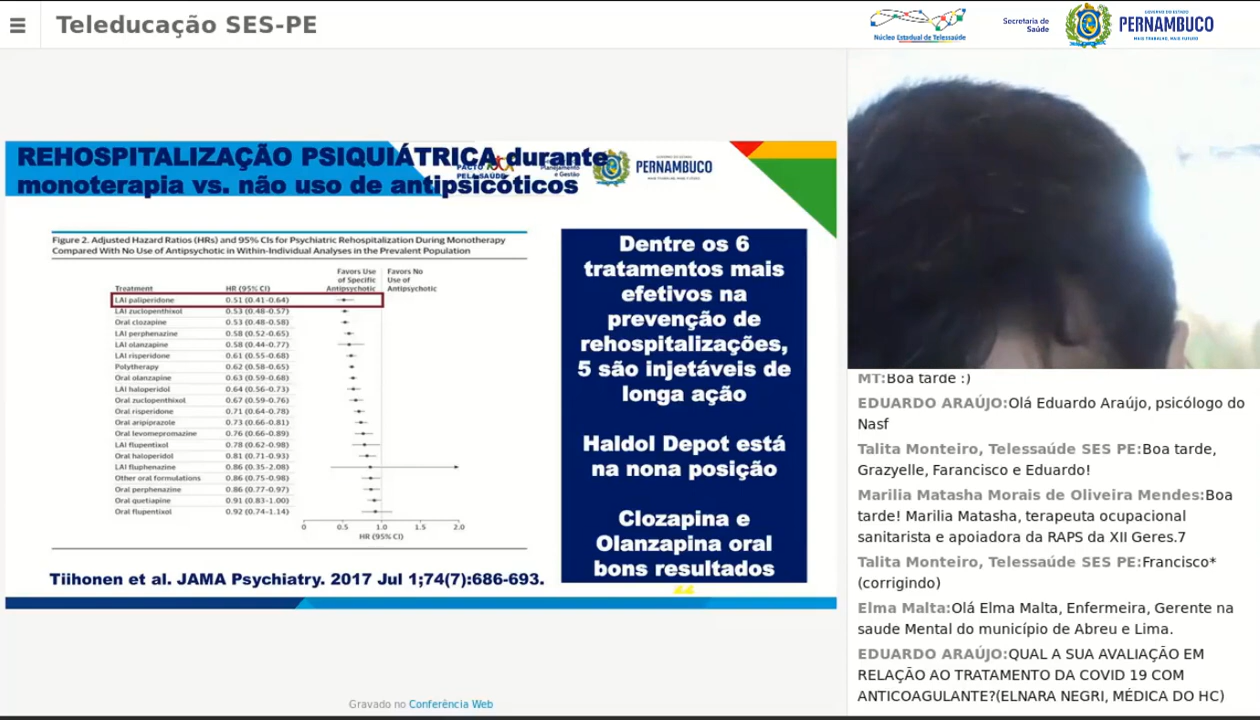 Teleducação SES-PE
Núcleo Estadual de Telessaúde
Secretaria de
Saúde
GOVERNO DO ESTADO
PERNAMBUCO
MAIS TRABALHO, MAIS FUTURO
REHOSPITALIZAÇÃO PSIQUIÁTRICA durante
monoterapia vs. não uso de antipsicóticos
PACTO
PELA SAÚDE
e Gestão
PERNAMBUCO
Figure 2. Adjusted Hazard Ratios (HRs) and 95% CIs for Psychiatric Rehospitalization During Monotherapy
Compared With No Use of Antipsychotic in Within-Individual Analyses in the Prevalent Population
Favors Use
of Specific
Antipsychotic
Favors No
Use of
Antipsychotic
Treatment HR (95% CI)
LAI paliperidone 0.51 (0.41-0.64)
LAI zuclopenthixol 0.53 (0.48-0.57)
Oral clozapine 0.53 (0.48-0.58)
LAI perphenazine 0.58 (0.52-0.65)
LAI olanzapine 0.58 (0.44-0.77)
LAI risperidone 0.61 (0.55-0.68)
Polytherapy 0.62 (0.58-0.65)
Oral olanzapine 0.63 (0.59-0.68)
LAI haloperidol 0.64 (0.56-0.73)
Oral zuclopenthixol 0.67 (0.59-0.76)
Oral risperidone 0.71 (0.64-0.78)
Oral aripiprazole 0.73 (0.66-0.81)
Oral levomepromazine 0.76 (0.66-0.89)
LAI flupentixol 0.78 (0.62-0.98)
Oral haloperidol 0.81 (0.71-0.93)
LAI fluphenazine 0.86 (0.35-2.08)
Other oral formulations 0.86 (0.75-0.98)
Oral perphenazine 0.86 (0.77-0.97)
Oral quetiapine 0.91 (0.83-1.00)
Oral flupentixol 0.92 (0.74-1.14)
0 0.5 1.0 1.5 2.0
HR (95% CI)
Tiihonen et al. JAMA Psychiatry. 2017 Jul 1;74(7):686-693.
Dentre os 6
tratamentos mais
efetivos na
prevenção de
rehospitalizações,
5 são injetáveis de
longa ação
Haldol Depot está
na nona posição
Clozapina e
Olanzapina oral
bons resultados
“
Gravado no Conferência Web
MT:Boa tarde :)
EDUARDO ARAÚJO:Olá Eduardo Araújo, psicólogo do
Nasf
Talita Monteiro, Telessaúde SES PE:Boa tarde,
Grazyelle, Farancisco e Eduardo!
Marilia Matasha Morais de Oliveira Mendes:Boa
tarde! Marilia Matasha, terapeuta ocupacional
sanitarista e apoiadora da RAPS da XII Geres.7
Talita Monteiro, Telessaúde SES PE:Francisco*
(corrigindo)
Elma Malta:Olá Elma Malta, Enfermeira, Gerente na
saude Mental do município de Abreu e Lima.
EDUARDO ARAÚJO:QUAL A SUA AVALIAÇÃO EM
RELAÇÃO AO TRATAMENTO DA COVID 19 COM
ANTICOAGULANTE?(ELNARA NEGRI, MÉDICA DO HC)